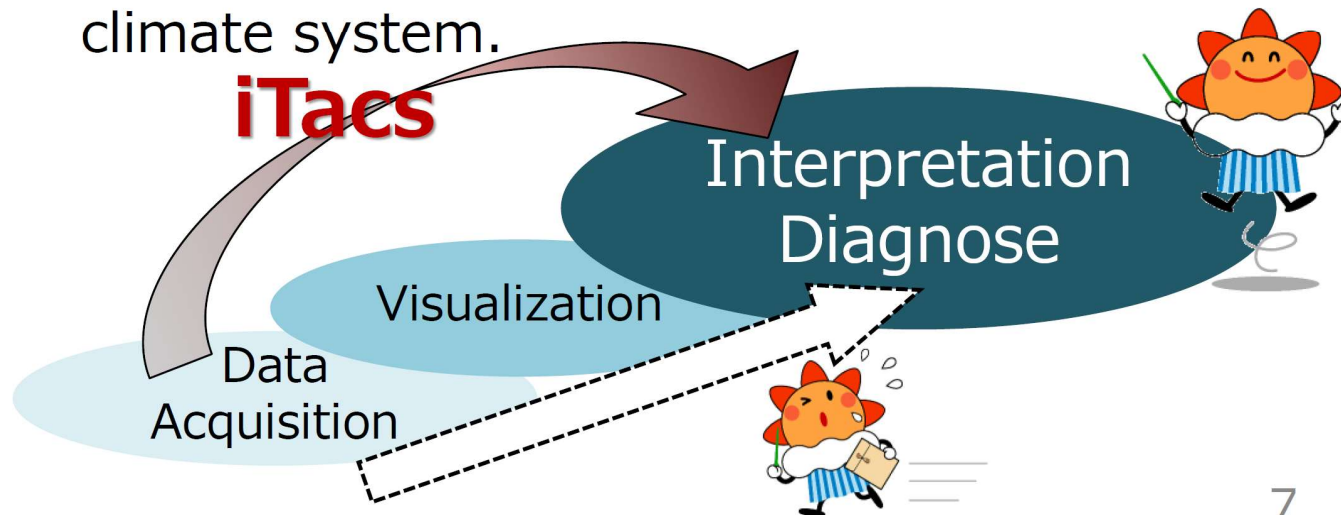 climate system.
iTacs
Interpretation
Diagnose
Visualization
Data
Acquisition
7